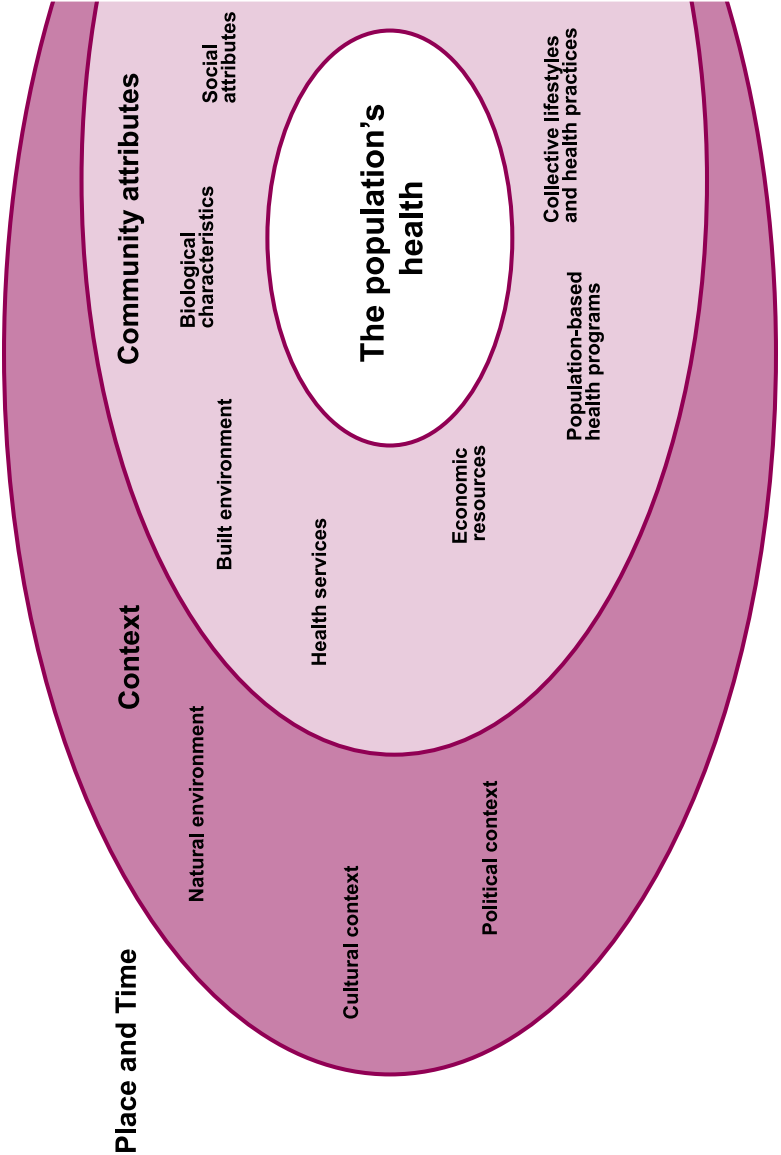 Place and Time
Context
Community attributes
Natural environment
Cultural context
Political context
Built environment
Biological
characteristics
Social
attributes
Health services
Economic
resources
Population-based
health programs
Collective lifestyles
and health practices
The population’s
health